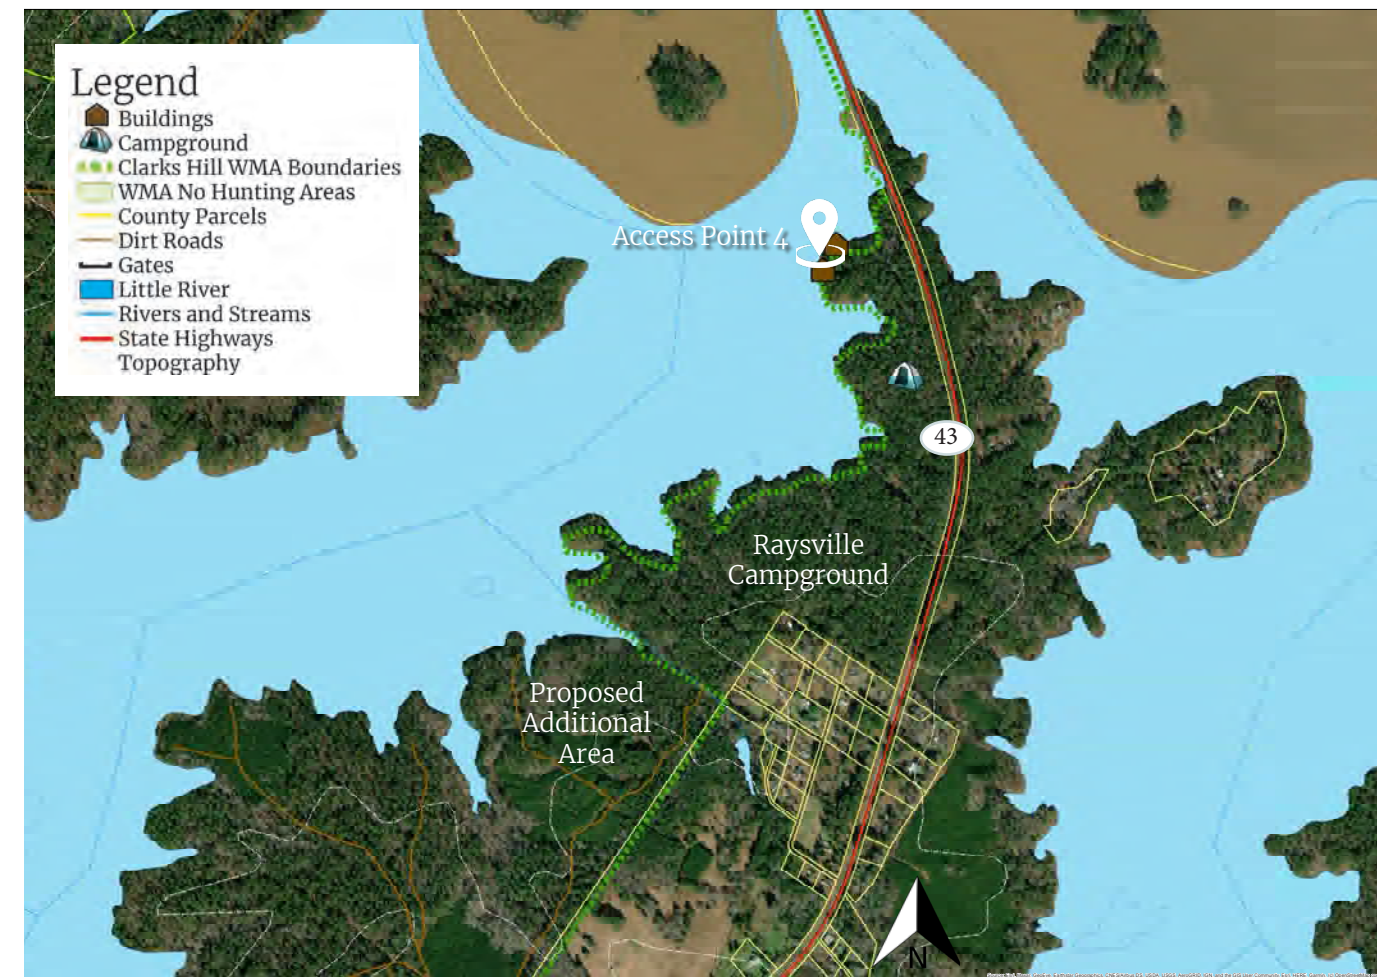 Legend
Buildings
Campground
Clarks Hill WMA Boundaries
WMA No Hunting Areas
County Parcels
Dirt Roads
Gates
Little River
Rivers and Streams
State Highways
Topography
Access Point 4
43
Raysville
Campground
Proposed
Additional
Area
N